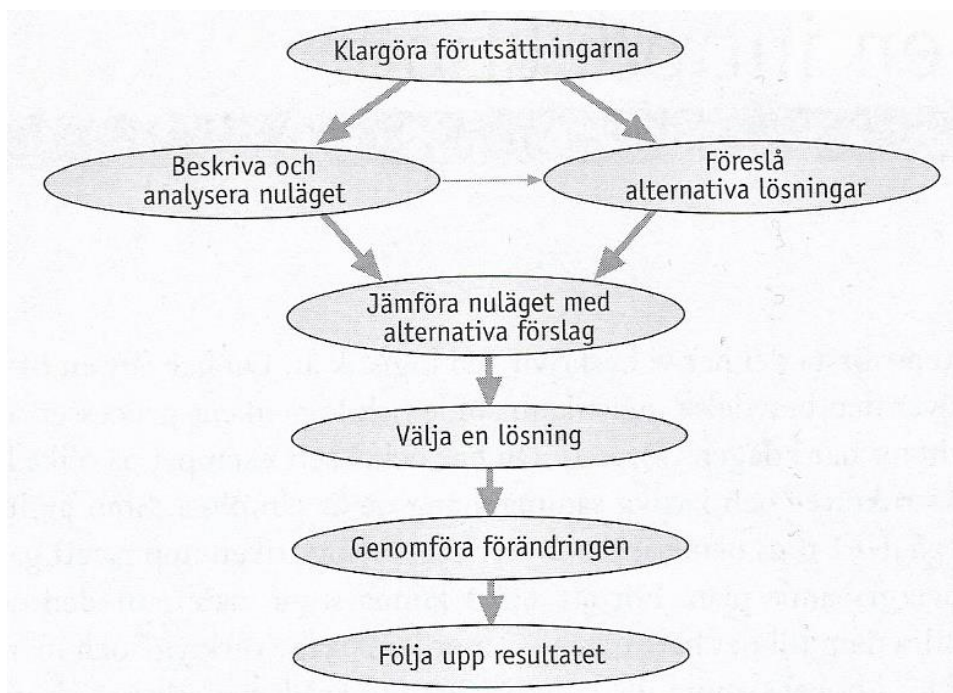 Klargöra förutsättningarna
Beskriva och
analysera nuläget
Föreslå
alternativa lösningar
Jämföra nuläget med
alternativa förslag
Välja en lösning
Genomföra förändringen
Följa upp resultatet